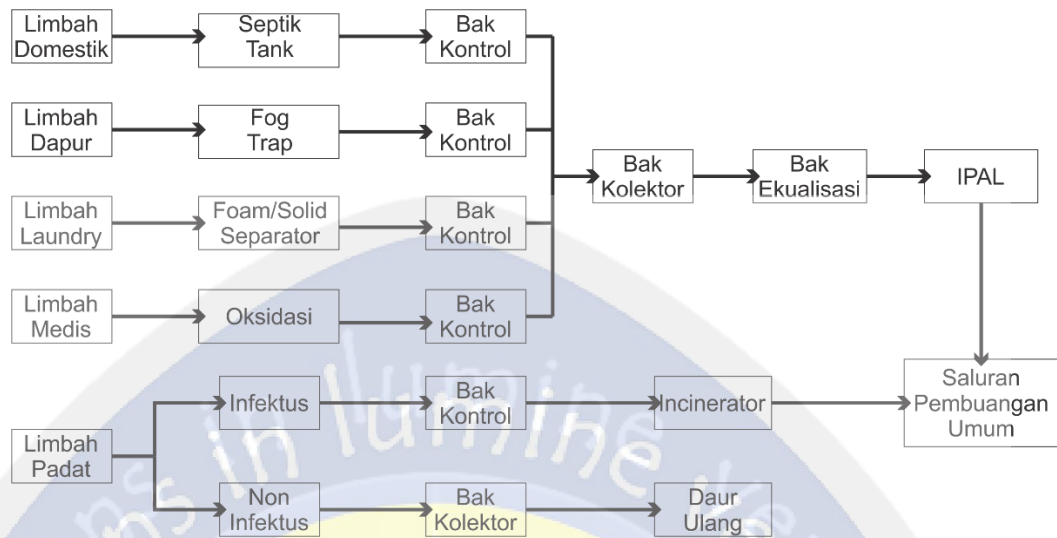 Limbah
Domestik
Septik
Tank
Bak
Kontrol
Limbah
Dapur
Fog
Trap
Bak
Kontrol
Bak
Kolektor
Bak
Ekualisasi
IPAL
Limbah
Laundry
Foam/Solid
Separator
Bak
Kontrol
Limbah
Medis
Oksidasi
Bak
Kontrol
Limbah
Padat
Infektus
Bak
Kontrol
Incinerator
Saluran
Pembuangan
Umum
Non
Infektus
Bak
Kolektor
Daur
Ulang
in lumine